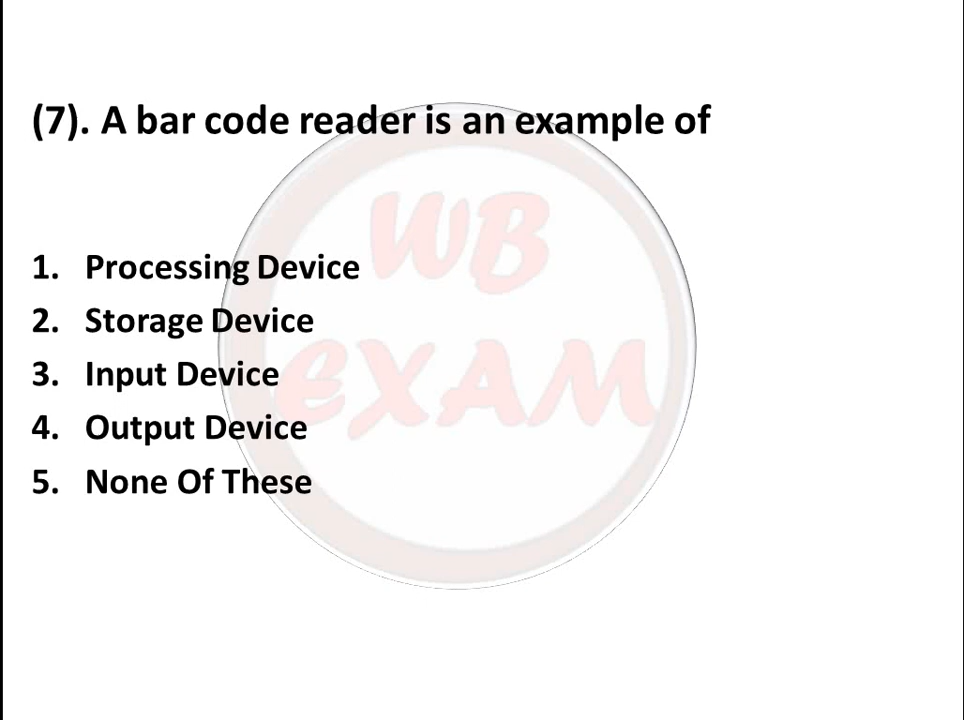 (7). A bar code reader is an example of
1. Processing Device
2. Storage Device
3. Input Device
4. Output Device
5. None Of These
WB
EXAM